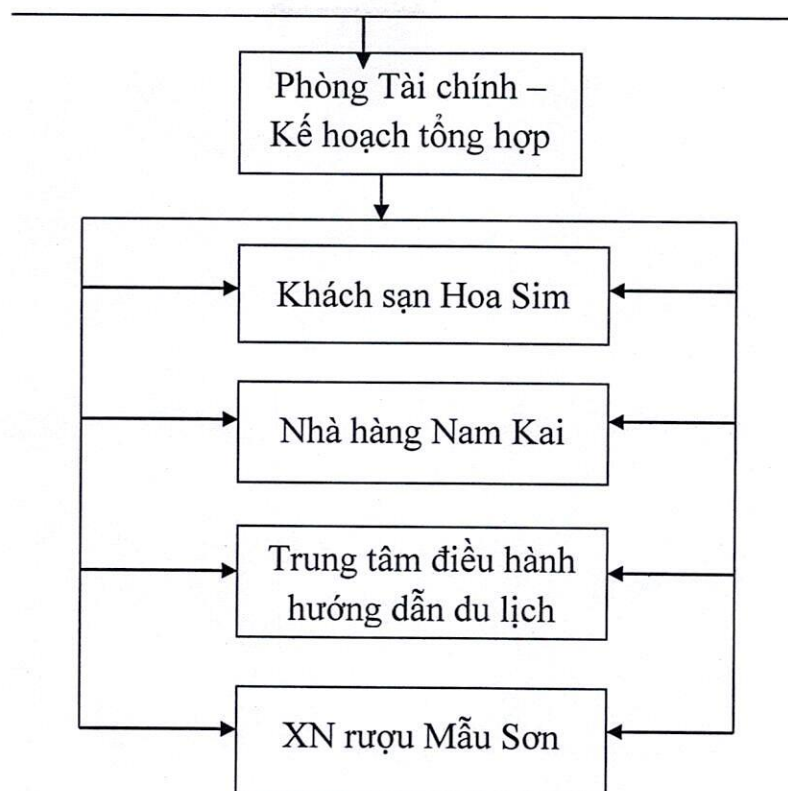 Phòng Tài chính –
Kế hoạch tổng hợp
Khách sạn Hoa Sim
Nhà hàng Nam Kai
Trung tâm điều hành
hướng dẫn du lịch
XN rượu Mẫu Sơn